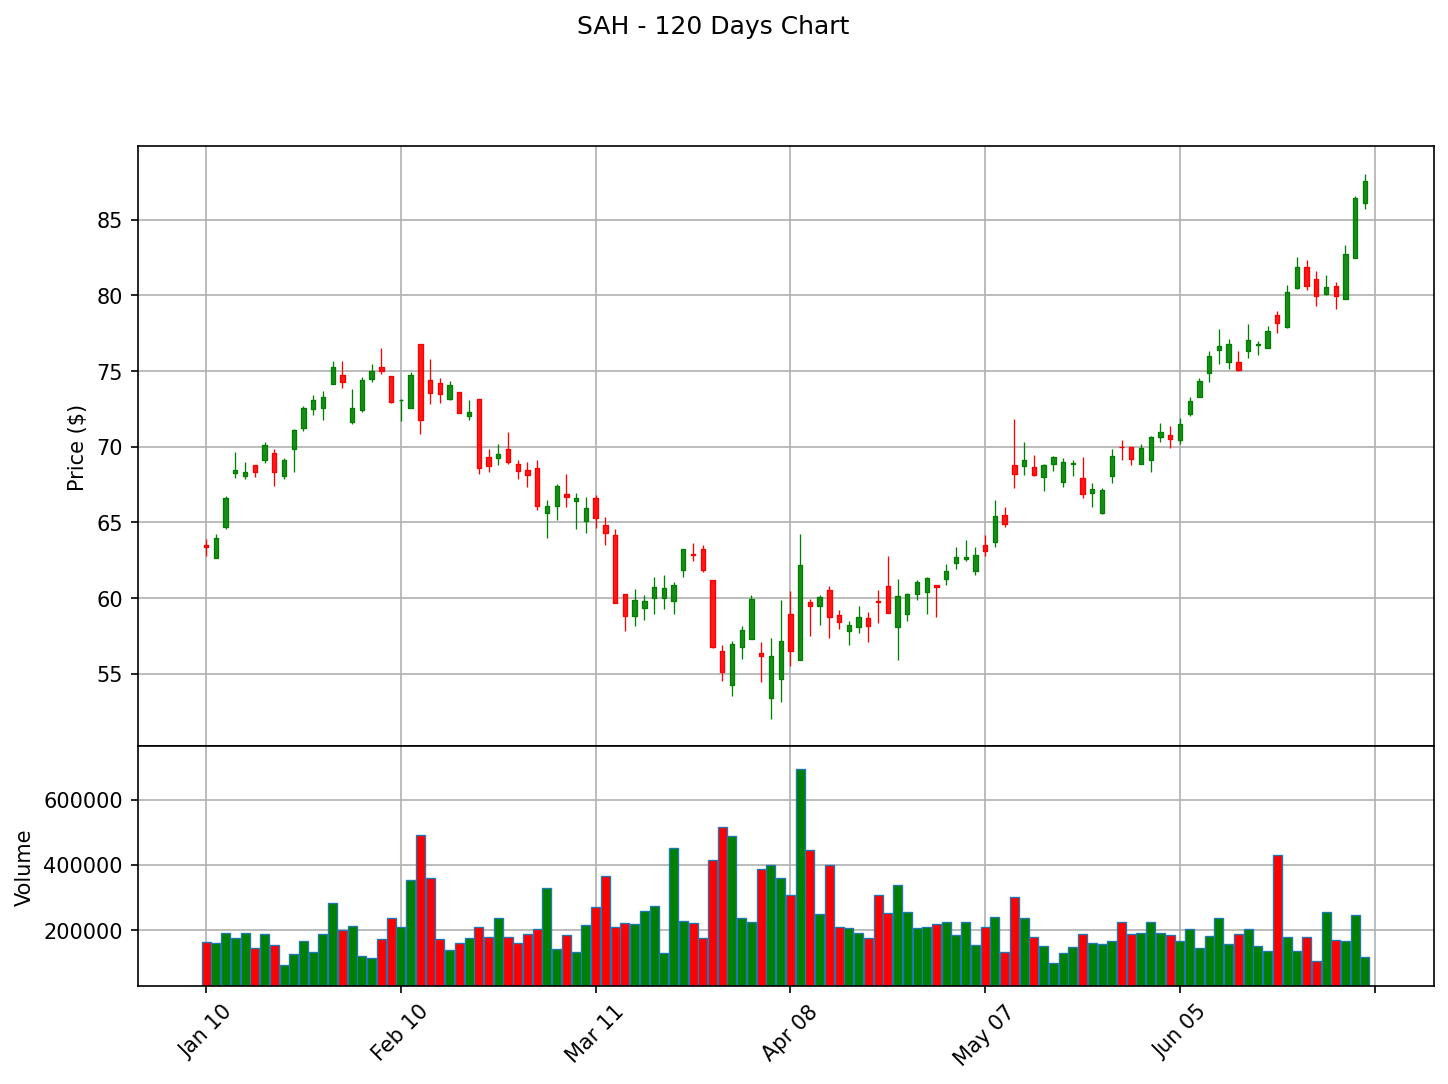 SAH - 120 Days Chart
Price ($)
85
80
75
70
65
60
55
Volume
600000
400000
200000
Jan 10
Feb 10
Mar 11
Apr 08
May 07
Jun 05